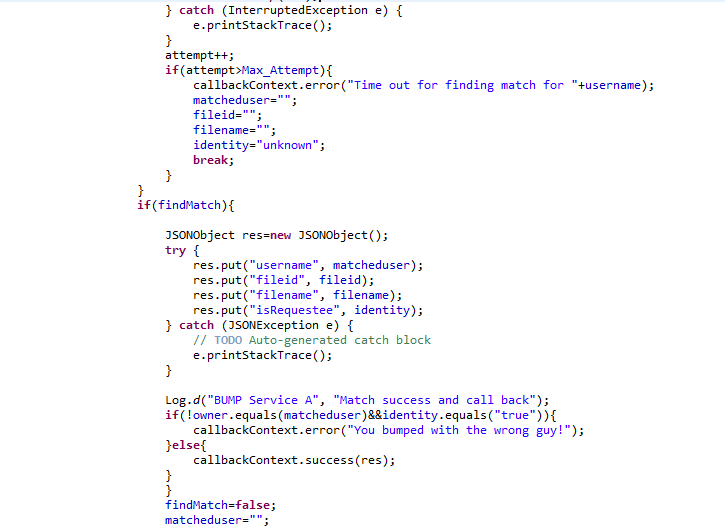 } catch (InterruptedException e) {
e.printStackTrace();
}
attempt++;
if(attempt>Max_Attempt){
callbackContext.error("Time out for finding match for "+username);
matcheduser="";
fileid="";
filename="";
identity="unknown";
break;
}
}
if(findMatch){
JSONObject res=new JSONObject();
try {
res.put("username", matcheduser);
res.put("fileid", fileid);
res.put("filename", filename);
res.put("isRequestee", identity);
} catch (JSONException e) {
// TODO Auto-generated catch block
e.printStackTrace();
}
Log.d("BUMP Service A", "Match success and call back");
if(!owner.equals(matcheduser)&&identity.equals("true")){
callbackContext.error("You bumped with the wrong guy!");
}else{
callbackContext.success(res);
}
}
findMatch=false;
matcheduser="";